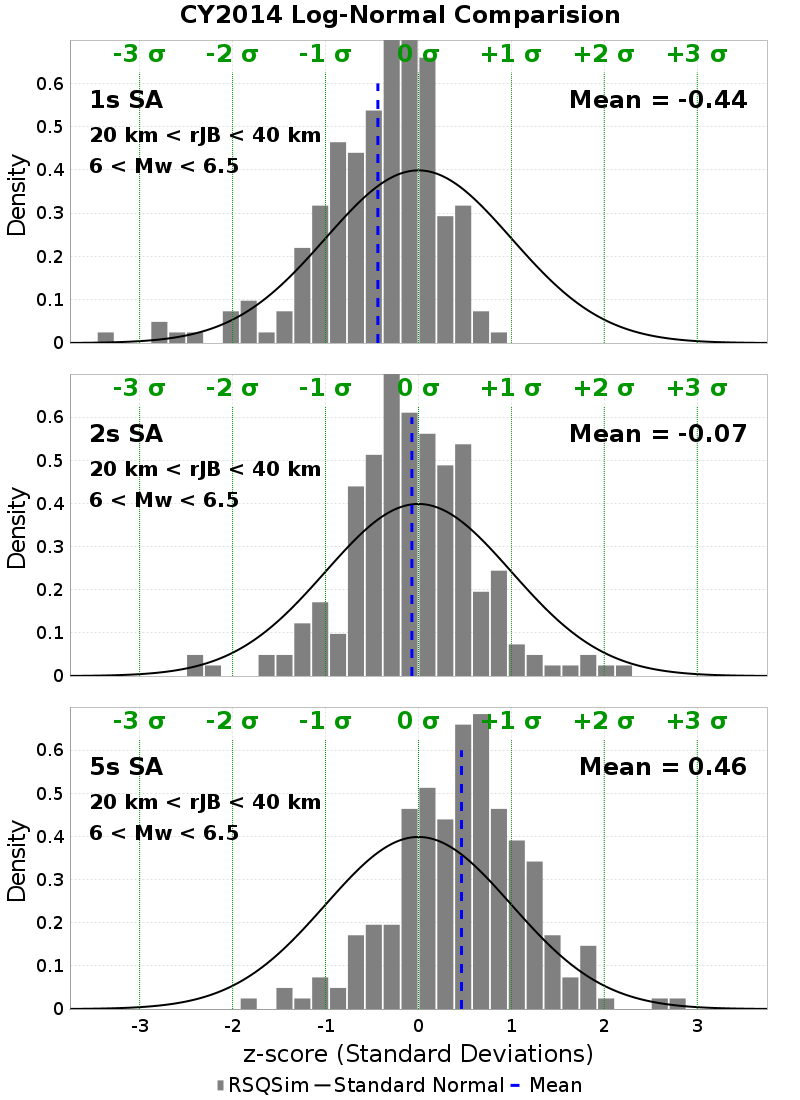 CY2014 Log-Normal Comparision
-3 σ -2 σ -1 σ 0 σ +1 σ +2 σ +3 σ
1s SA Mean = -0.44
20 km < rJB < 40 km
6 < Mw < 6.5
Density
0.6
0.5
0.4
0.3
0.2
0.1
0
-3 σ -2 σ -1 σ 0 σ +1 σ +2 σ +3 σ
2s SA Mean = -0.07
20 km < rJB < 40 km
6 < Mw < 6.5
Density
0.6
0.5
0.4
0.3
0.2
0.1
0
-3 σ -2 σ -1 σ 0 σ +1 σ +2 σ +3 σ
5s SA Mean = 0.46
20 km < rJB < 40 km
6 < Mw < 6.5
Density
0.6
0.5
0.4
0.3
0.2
0.1
0
-3 -2 -1 0 1 2 3
z-score (Standard Deviations)
RSQSim Standard Normal Mean